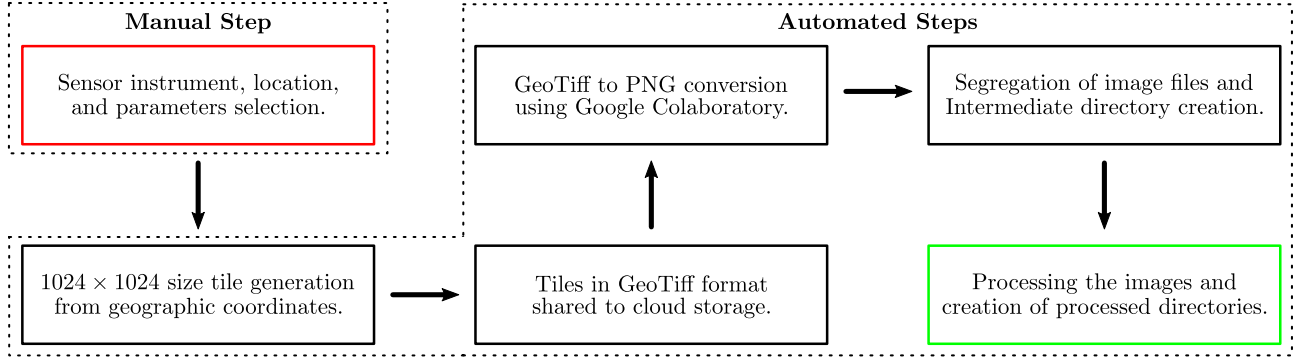 Manual Step
Sensor instrument, location,
and parameters selection.
1024 × 1024 size tile generation
from geographic coordinates.
Automated Steps
Tiles in GeoTiff format
shared to cloud storage.
GeoTiff to PNG conversion
using Google Colaboratory.
Segregation of image files and
Intermediate directory creation.
Processing the images and
creation of processed directories.